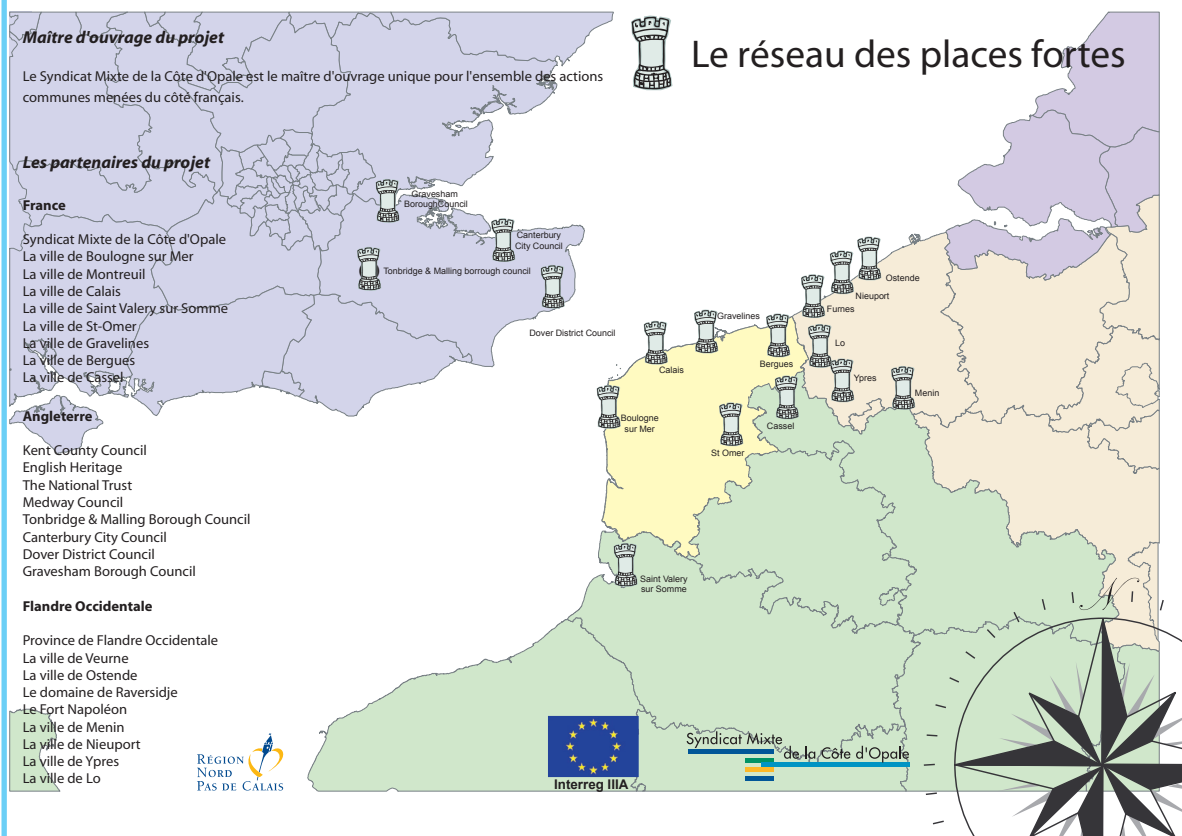 Le réseau des places fortes
Maître d'ouvrage du projet
Le Syndicat Mixte de la Côte d'Opale est le maître d'ouvrage unique pour l'ensemble des actions
communes menées du côté français.
Les partenaires du projet
France
Syndicat Mixte de la Côte d'Opale
La ville de Boulogne sur Mer
La ville de Montreuil
La ville de Calais
La ville de Saint Valery sur Somme
La ville de St-Omer
La ville de Gravelines
La ville de Bergues
La ville de Cassel
Angleterre
Kent County Council
English Heritage
The National Trust
Medway Council
Tonbridge & Malling Borough Council
Canterbury City Council
Dover District Council
Gravesham Borough Council
Flandre Occidentale
Province de Flandre Occidentale
La ville de Veurne
La ville de Ostende
Le domaine de Raversidje
Le Fort Napoléon
La ville de Menin
La ville de Nieuport
La ville de Ypres
La ville de Lo
Gravesham
BoroughCouncil
Canterbury
City Council
Tonbridge & Malling borrough council
Dover District Council
Ostende
Nieuport
Furnes
Gravelines
Lo
Bergues
Calais
Ypres
Menin
Boulogne
sur Mer
Cassel
St Omer
Saint Valery
sur Somme
N
RÉGION
NORD
PAS DE CALAIS
Interreg IIIA
Syndicat Mixte
de la Côte d'Opale